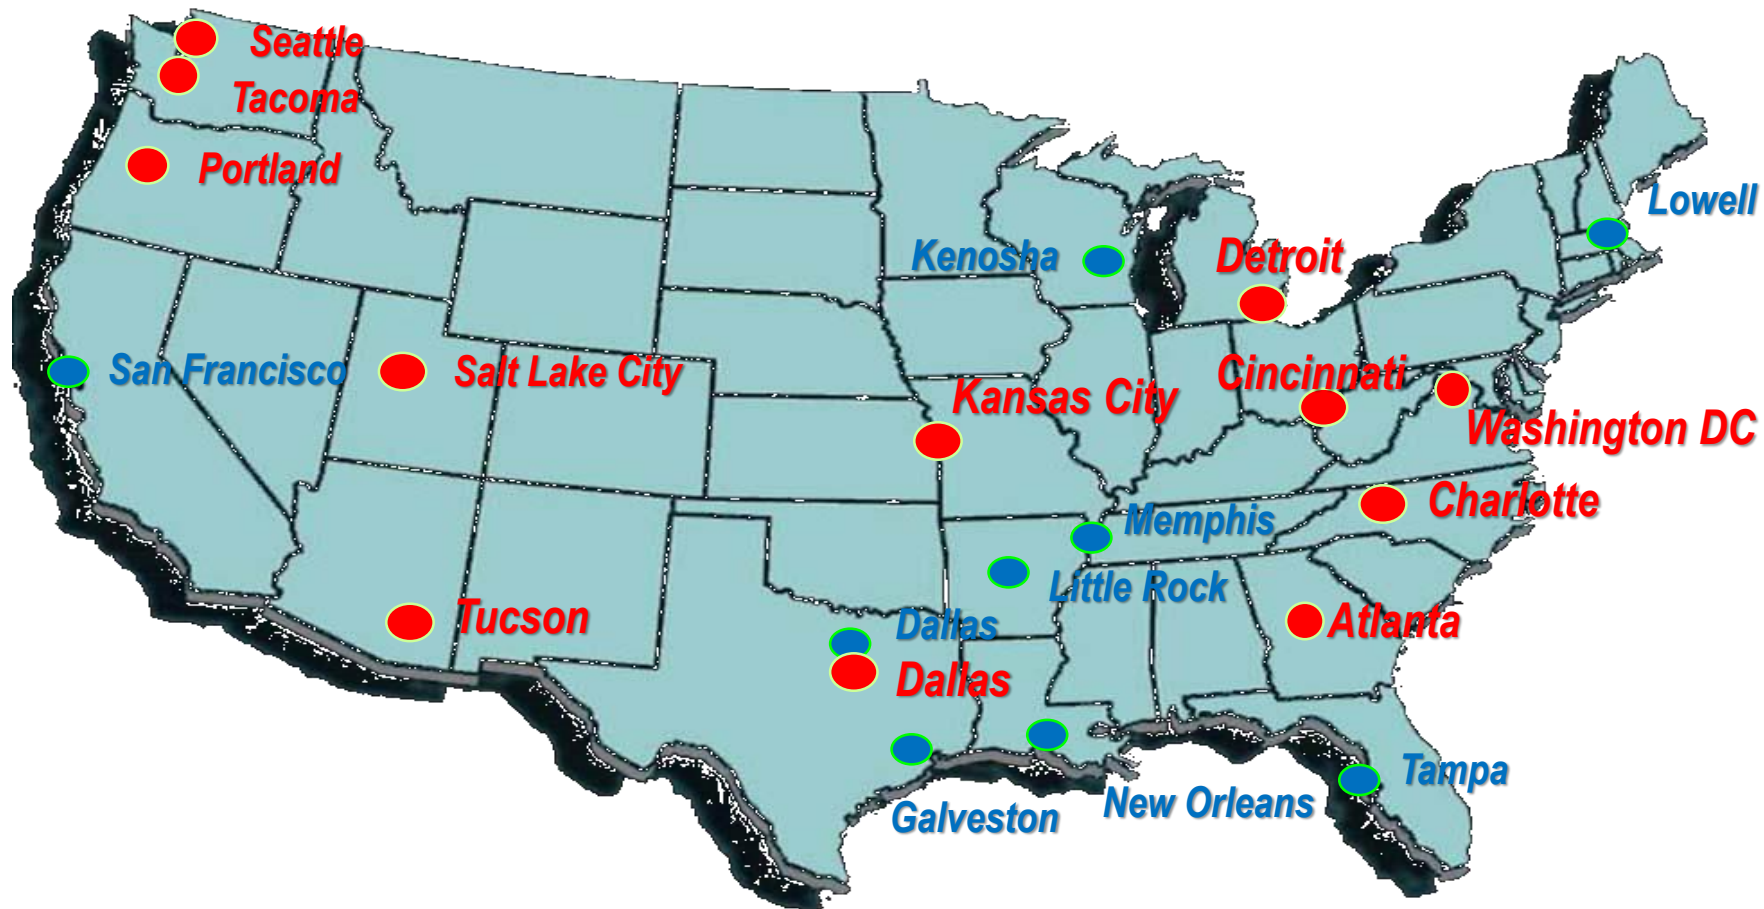 Seattle
Tacoma
Portland
Lowell
Kenosha
Detroit
San Francisco
Salt Lake City
Kansas City
Cincinnati
Washington DC
Charlotte
Memphis
Little Rock
Tucson
Dallas
Atlanta
Dallas
Tampa
Galveston
New Orleans